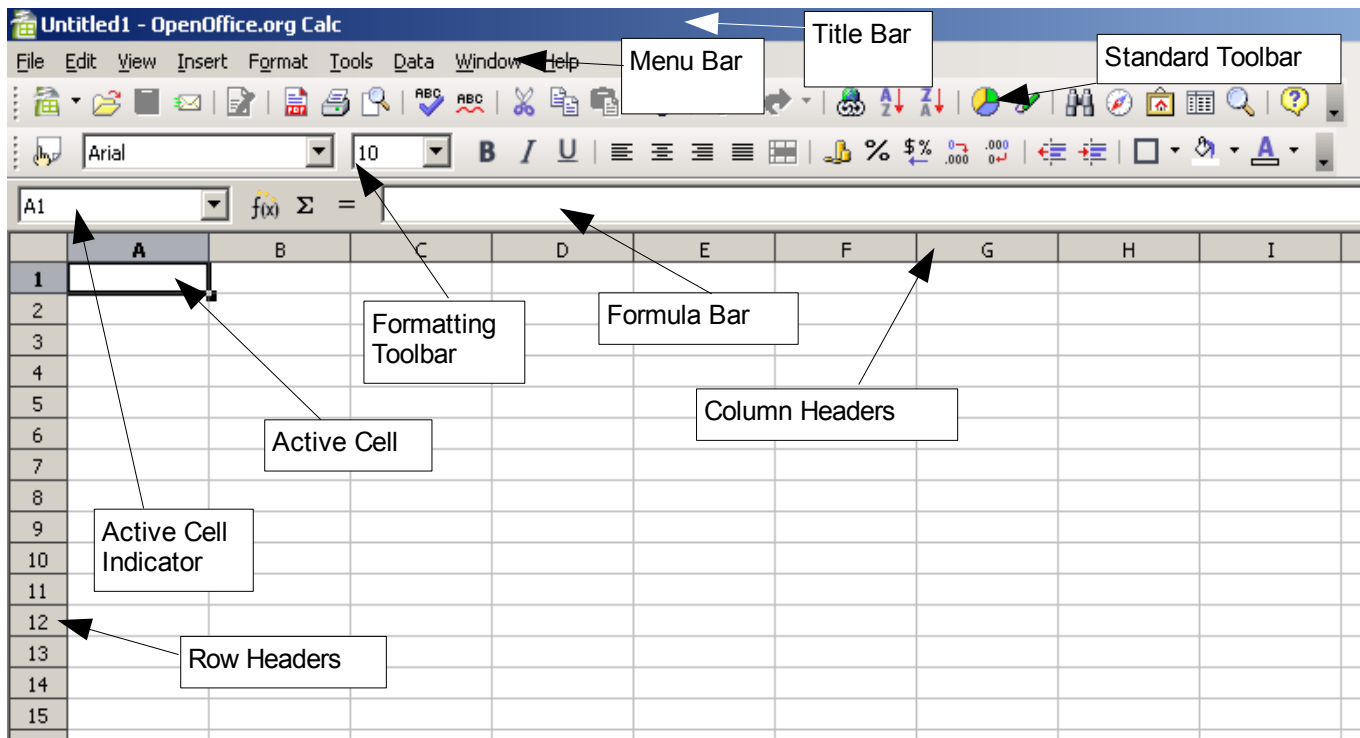 Untitled1 - OpenOffice.org Calc
Title Bar
File Edit View Insert Format Tools Data Window Help
Menu Bar
Standard Toolbar
ABC ABC
Arial 10 B I U
A1 f(x) Σ =
A B C D E F G H I
1
2
3
4
5
6
7
8
9
10
11
12
13
14
15
Formatting
Toolbar
Formula Bar
Column Headers
Active Cell
Active Cell
Indicator
Row Headers